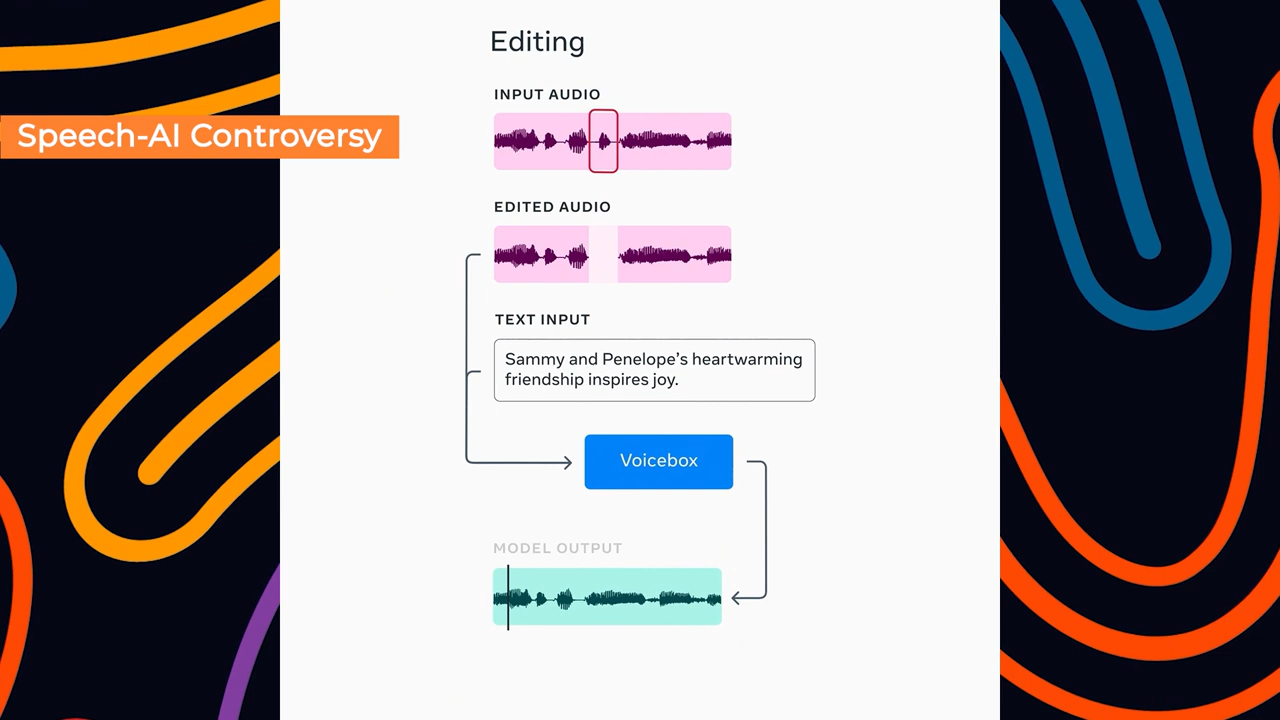 Editing
INPUT AUDIO
Speech-AI Controversy
EDITED AUDIO
TEXT INPUT
Sammy and Penelope’s heartwarming
friendship inspires joy.
Voicebox
MODEL OUTPUT